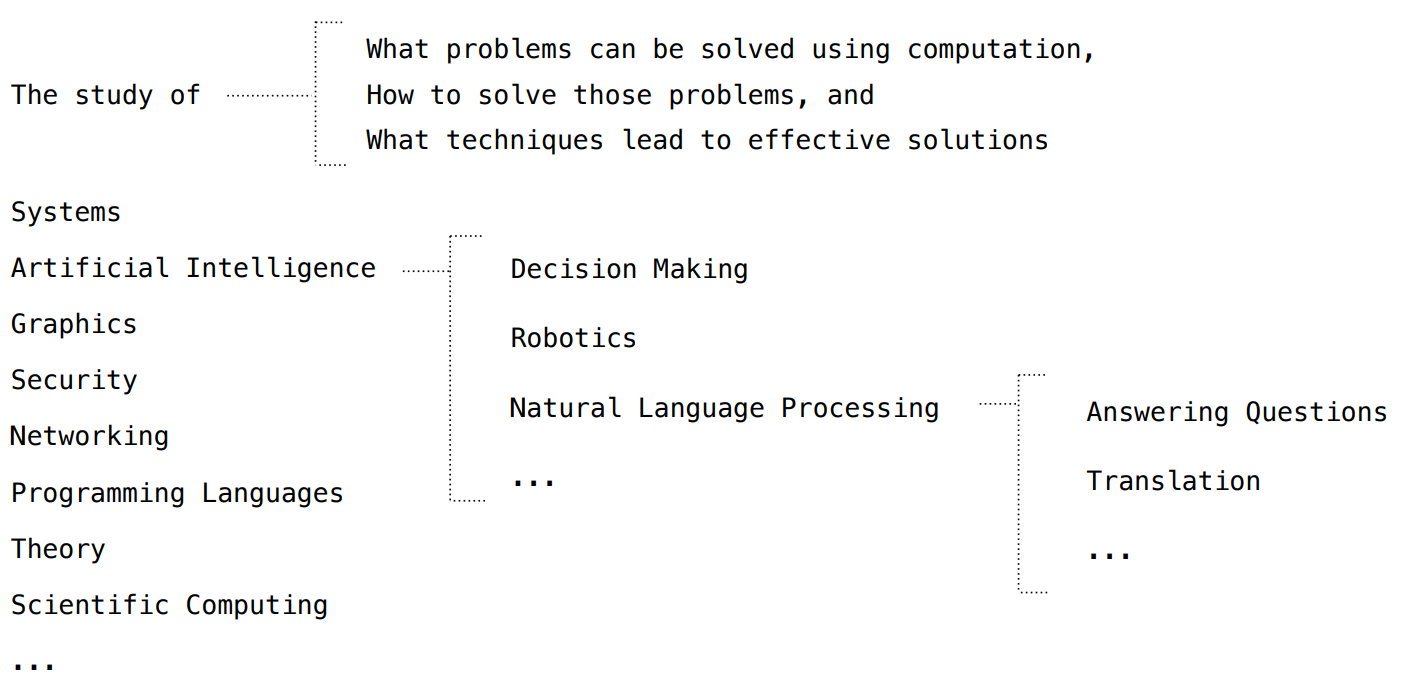 What problems can be solved using computation,
The study of
How to solve those problems, and
What techniques lead to effective solutions
Systems
Artificial Intelligence
Decision Making
Graphics
Robotics
Security
Natural Language Processing
Answering Questions
Networking
...
Translation
Programming Languages
Theory
...
Scientific Computing
...